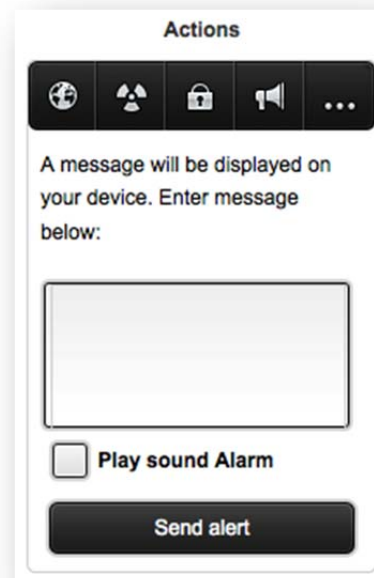 Actions
...
A message will be displayed on
your device. Enter message
below:
Play sound Alarm
Send alert